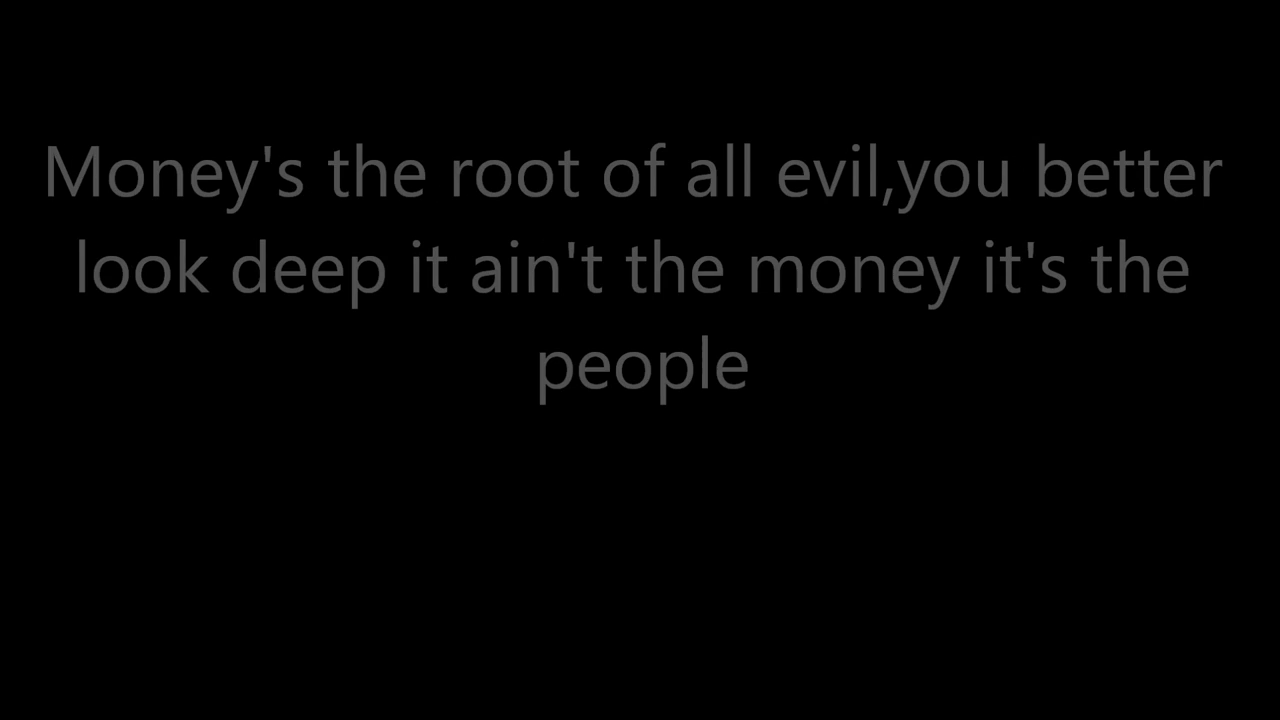 Money's the root of all evil,you better
look deep it ain't the money it's the
people